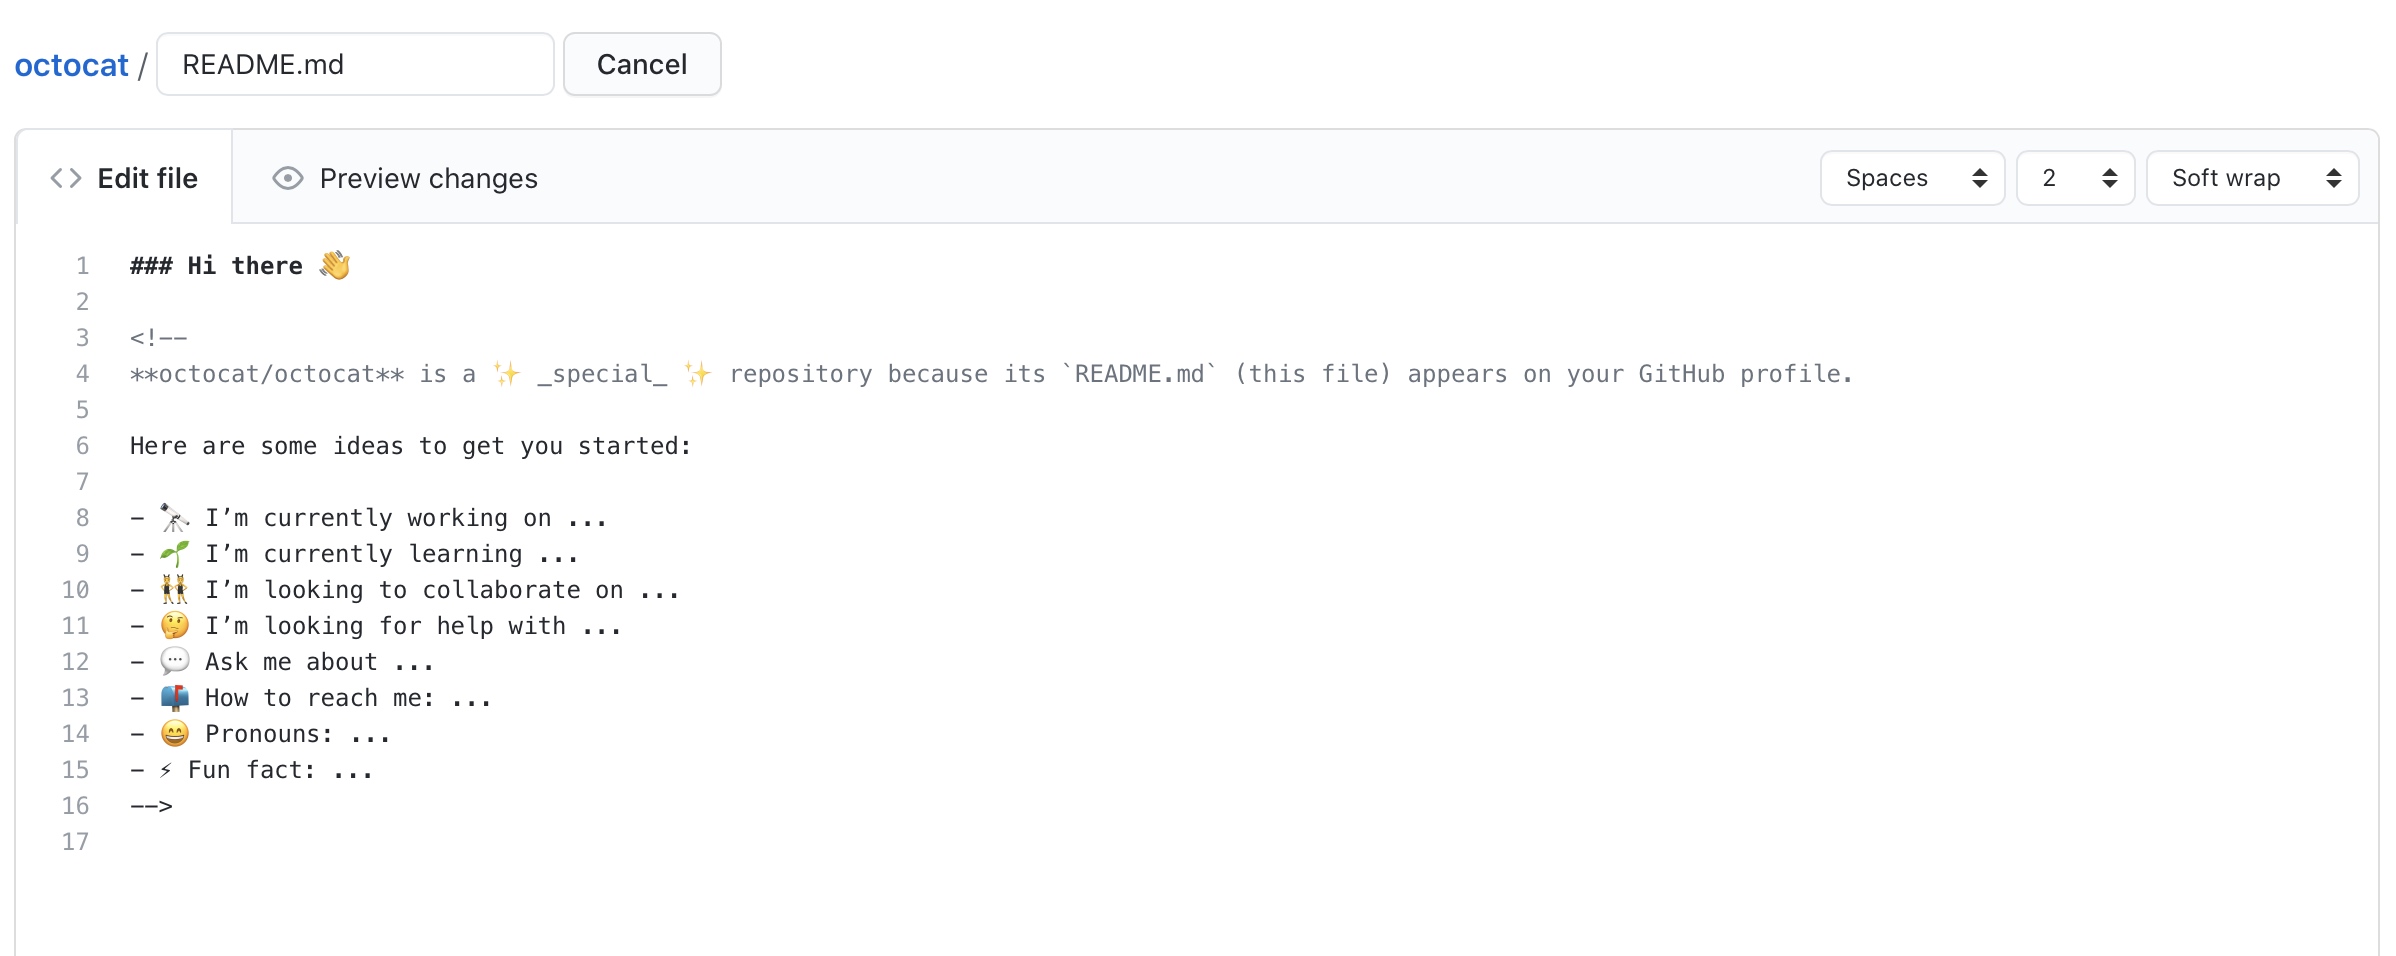 octocat / README.md Cancel
Edit file Preview changes Spaces 2 Soft wrap
1 ### Hi there 👋
2
3 <!--
4 **octocat/octocat** is a ✨ _special_ ✨ repository because its `README.md` (this file) appears on your GitHub profile.
5
6 Here are some ideas to get you started:
7
8 - 🔭 I’m currently working on ...
9 - 🌱 I’m currently learning ...
10 - 👯 I’m looking to collaborate on ...
11 - 🤔 I’m looking for help with ...
12 - 💬 Ask me about ...
13 - 📫 How to reach me: ...
14 - 😄 Pronouns: ...
15 - ⚡ Fun fact: ...
16 -->
17